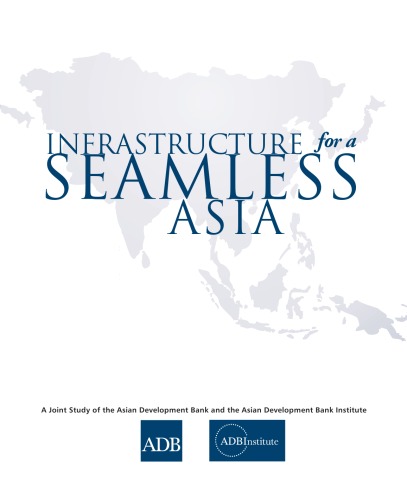 INFRASTRUCTURE for a
SEAMLESS
ASIA
A Joint Study of the Asian Development Bank and the Asian Development Bank Institute
ADB
ADBInstitute